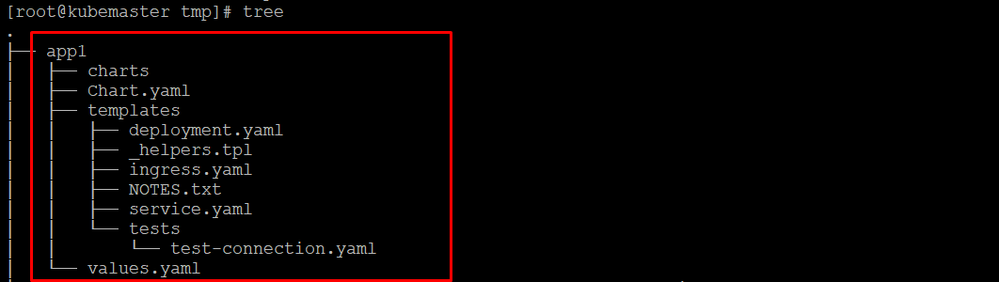 [root@kubemaster tmp]# tree
.
├── app1
│   ├── charts
│   ├── Chart.yaml
│   ├── templates
│   │   ├── deployment.yaml
│   │   ├── _helpers.tpl
│   │   ├── ingress.yaml
│   │   ├── NOTES.txt
│   │   ├── service.yaml
│   │   └── tests
│   │       └── test-connection.yaml
│   └── values.yaml